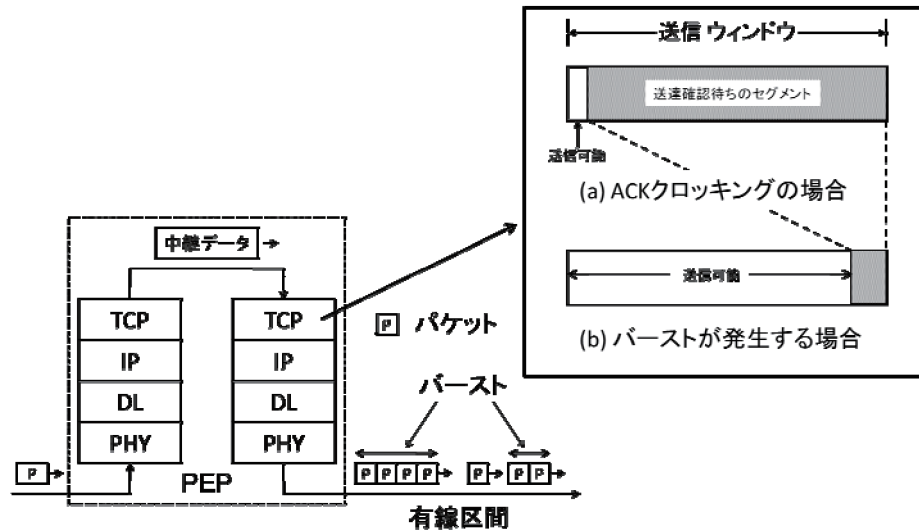 送信 ウィンドウ
送達確認待ちのセグメント
送信可能
(a) ACKクロッキングの場合
送信可能
(b) バーストが発生する場合
中継データ
TCP
IP
DL
PHY
TCP
IP
DL
PHY
P パケット
バースト
P
PEP
P P P P
P
P P
有線区間